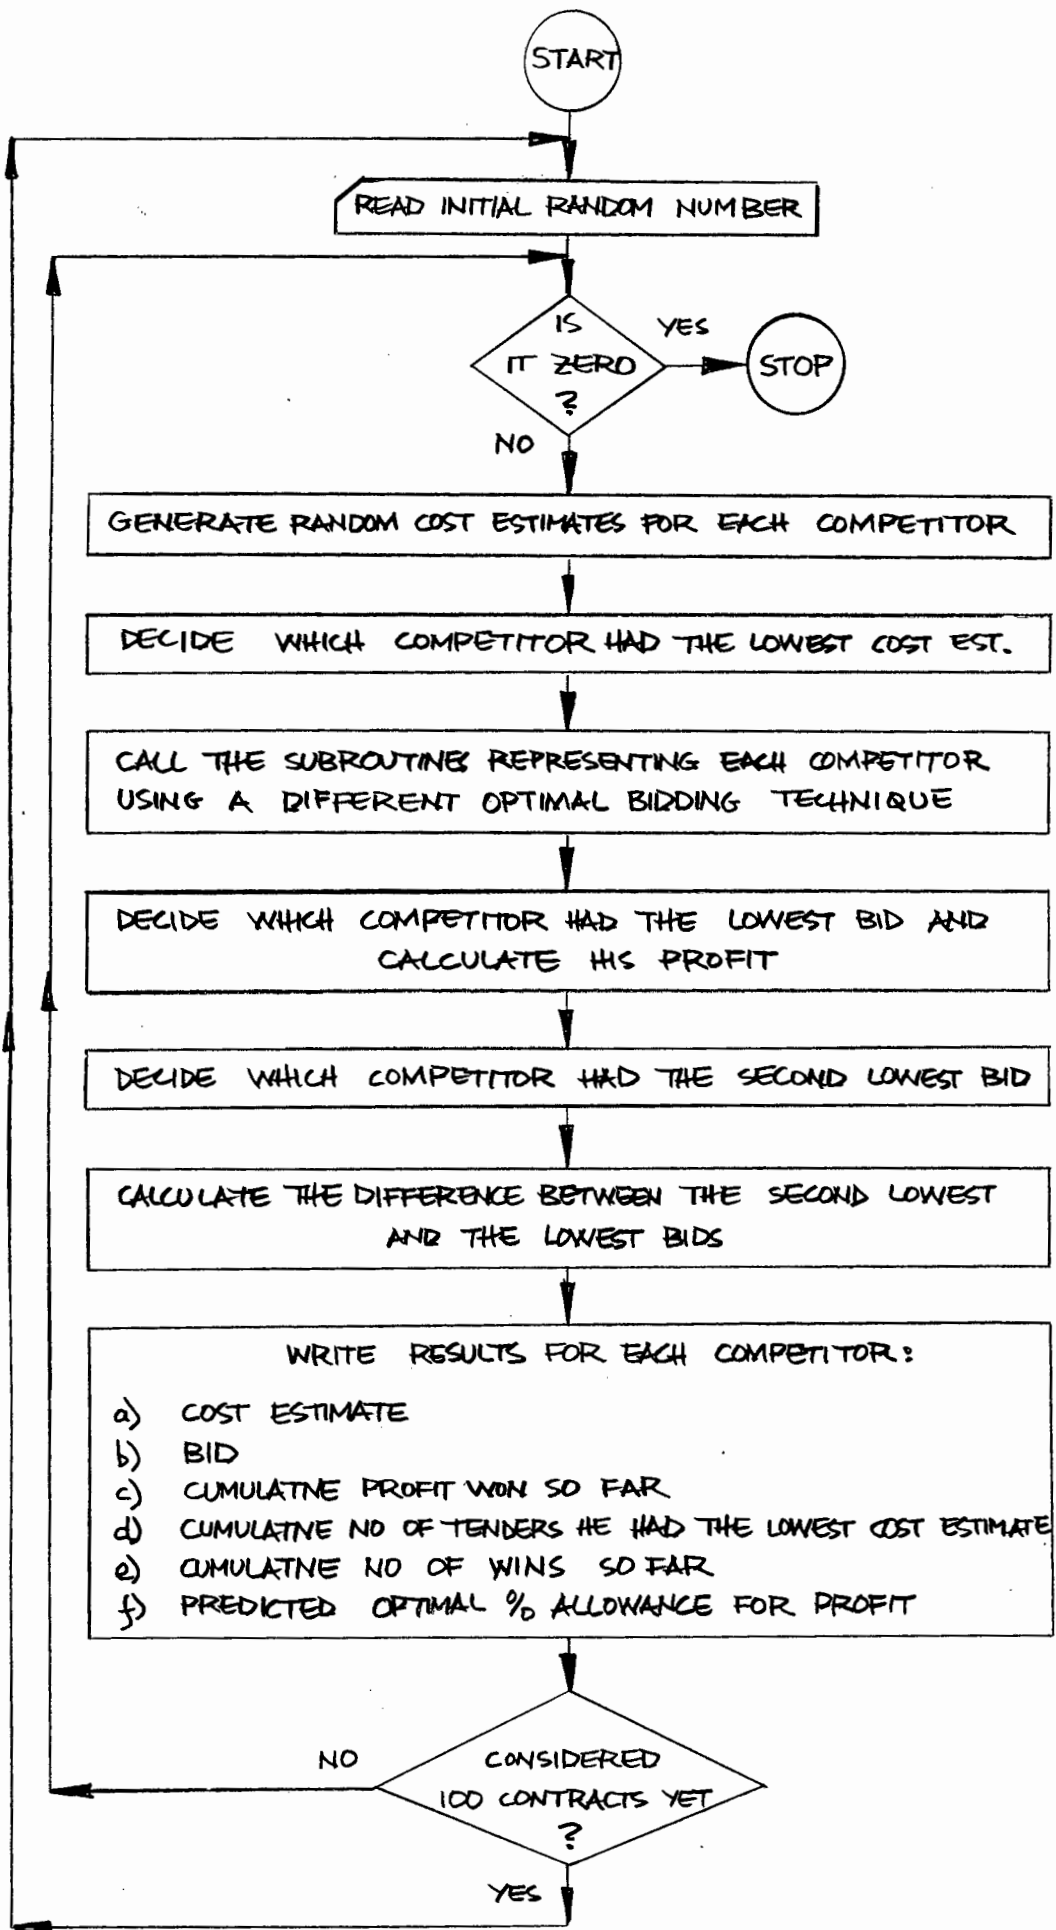 START
READ INITIAL RANDOM NUMBER
IS
IT ZERO
?
YES
STOP
NO
GENERATE RANDOM COST ESTIMATES FOR EACH COMPETITOR
DECIDE WHICH COMPETITOR HAD THE LOWEST COST EST.
CALL THE SUBROUTINES REPRESENTING EACH COMPETITOR
USING A DIFFERENT OPTIMAL BIDDING TECHNIQUE
DECIDE WHICH COMPETITOR HAD THE LOWEST BID AND
CALCULATE HIS PROFIT
DECIDE WHICH COMPETITOR HAD THE SECOND LOWEST BID
CALCULATE THE DIFFERENCE BETWEEN THE SECOND LOWEST
AND THE LOWEST BIDS
WRITE RESULTS FOR EACH COMPETITOR:
a) COST ESTIMATE
b) BID
c) CUMULATIVE PROFIT WON SO FAR
d) CUMULATIVE NO OF TENDERS HE HAD THE LOWEST COST ESTIMATE
e) CUMULATIVE NO OF WINS SO FAR
f) PREDICTED OPTIMAL % ALLOWANCE FOR PROFIT
NO
CONSIDERED
100 CONTRACTS YET
?
YES